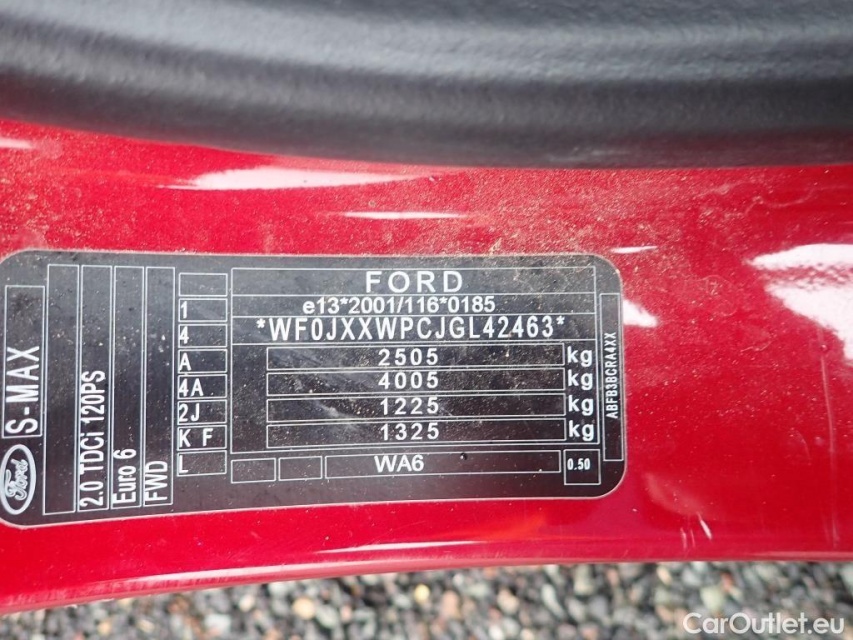 FORD
e13*2001/116*0185
*WF0JXXWPCJGL42463*
2505 kg
4005 kg
1225 kg
1325 kg
WA6 0.50
1
4
A
4A
2J
K F
L
S-MAX
2.0 TDCi 120PS
Euro 6
FWD
Ford
ABFB3BCRA4XX
CarOutlet.eu